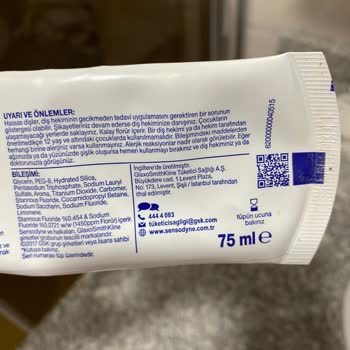 UYARI VE ÖNLEMLER:
Hassas dişler, diş hekiminin gecikmeden tedavi uygulamasını gerektiren bir sorunun
göstergesi olabilir. Şikayetleriniz devam ederse diş hekiminize danışınız. Çocukların
ulaşamayacağı yerlerde saklayınız. Kalay florür içerir. Bir diş hekimi ya da hekim tarafından
önerilmedikçe 12 yaş ve altındaki çocuklarda kullanılmamalıdır. Bileşimindeki maddelerden
herhangi birine alerjiniz varsa kullanmayınız. Alerjik reaksiyonlar nadir olarak görülebilir. Eğer
ağzınızda ya da yüzünüzde şişlik oluşursa hemen kullanmayı bırakınız ve diş hekiminize ya da
doktorunuza görününüz.
BİLEŞİMİ:
Glycerin, PEG-8, Hydrated Silica,
Pentasodium Triphosphate, Sodium Lauryl
Sulfate, Aroma, Titanium Dioxide, Carbomer,
Stannous Fluoride, Cocamidopropyl Betaine,
Sodium Saccharin, Sodium Fluoride,
Limonene.
Stannous Fluoride %0.454 & Sodium
Fluoride %0.0721 w/w (1450ppm Florür) içerir.
Sensodyne ve halkaları, GlaxoSmithKline
şirketler grubunun tescilli markalarıdır.
©2017 GSK grup şirketleri veya lisans sahibi
Her hakkı saklıdır.
Seri numarası tüp üzerindedir.
İngiltere'de üretilmiştir.
GlaxoSmithKline Tüketici Sağlığı A.Ş.
Büyükdere cad. 1.Levent Plaza,
No: 173, Levent, Şişli / İstanbul tarafından
ithal edilmiştir.
444 4 083
tüketicisagligi@gsk.com
www.sensodyne.com.tr
tüpün ucuna
bakınız
75 ml e
62000000040515